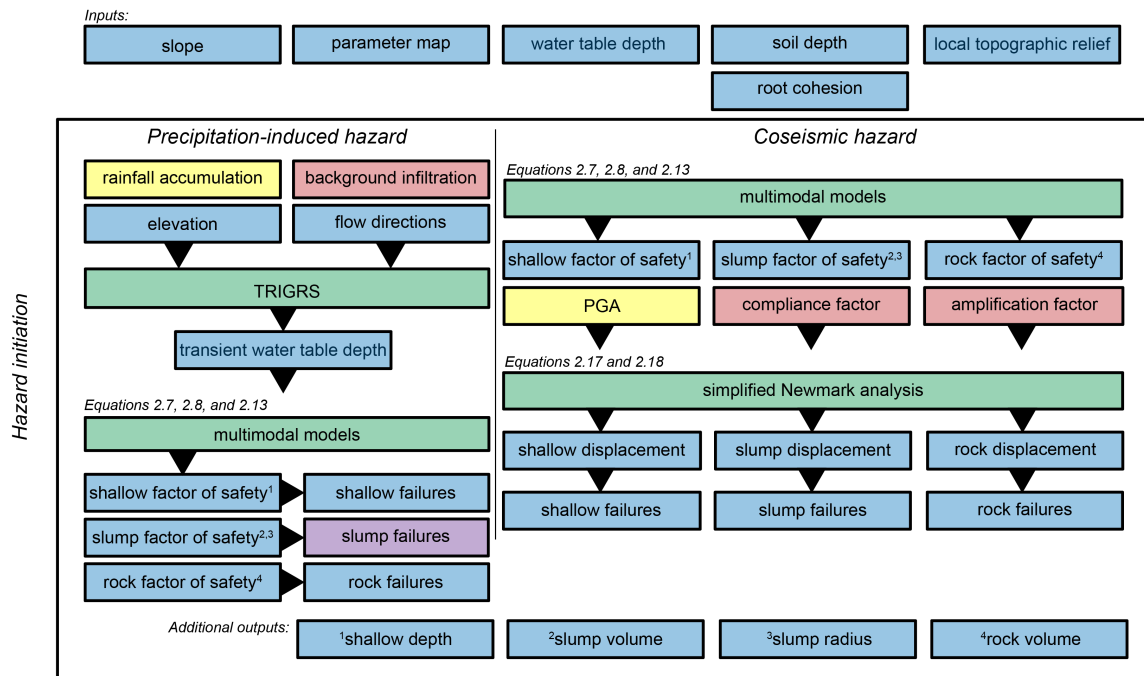 Inputs:
slope
parameter map
water table depth
soil depth
local topographic relief
root cohesion
Hazard initiation
Precipitation-induced hazard
rainfall accumulation
background infiltration
elevation
flow directions
TRIGRS
transient water table depth
Equations 2.7, 2.8, and 2.13
multimodal models
shallow factor of safety¹
shallow failures
slump factor of safety²,³
slump failures
rock factor of safety⁴
rock failures
Coseismic hazard
Equations 2.7, 2.8, and 2.13
multimodal models
shallow factor of safety¹
slump factor of safety²,³
rock factor of safety⁴
PGA
compliance factor
amplification factor
Equations 2.17 and 2.18
simplified Newmark analysis
shallow displacement
slump displacement
rock displacement
shallow failures
slump failures
rock failures
Additional outputs:
¹shallow depth
²slump volume
³slump radius
⁴rock volume